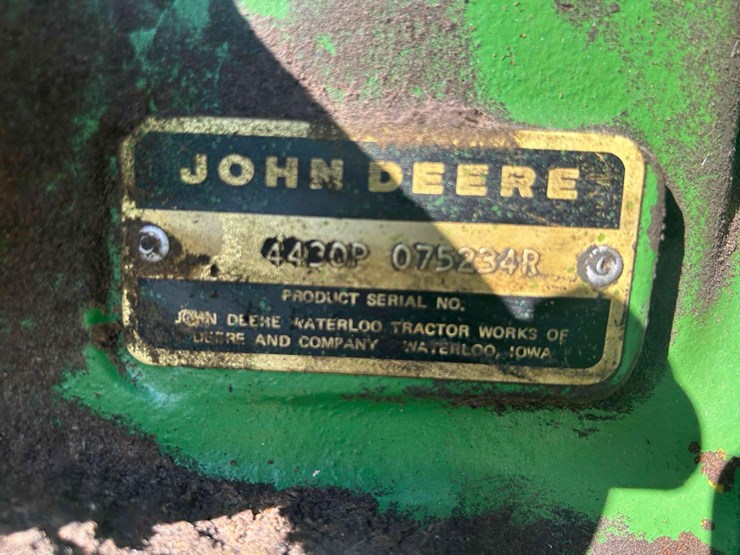 JOHN DEERE
4430P 075234R
PRODUCT SERIAL NO.
JOHN DEERE WATERLOO TRACTOR WORKS OF
DEERE AND COMPANY WATERLOO, IOWA